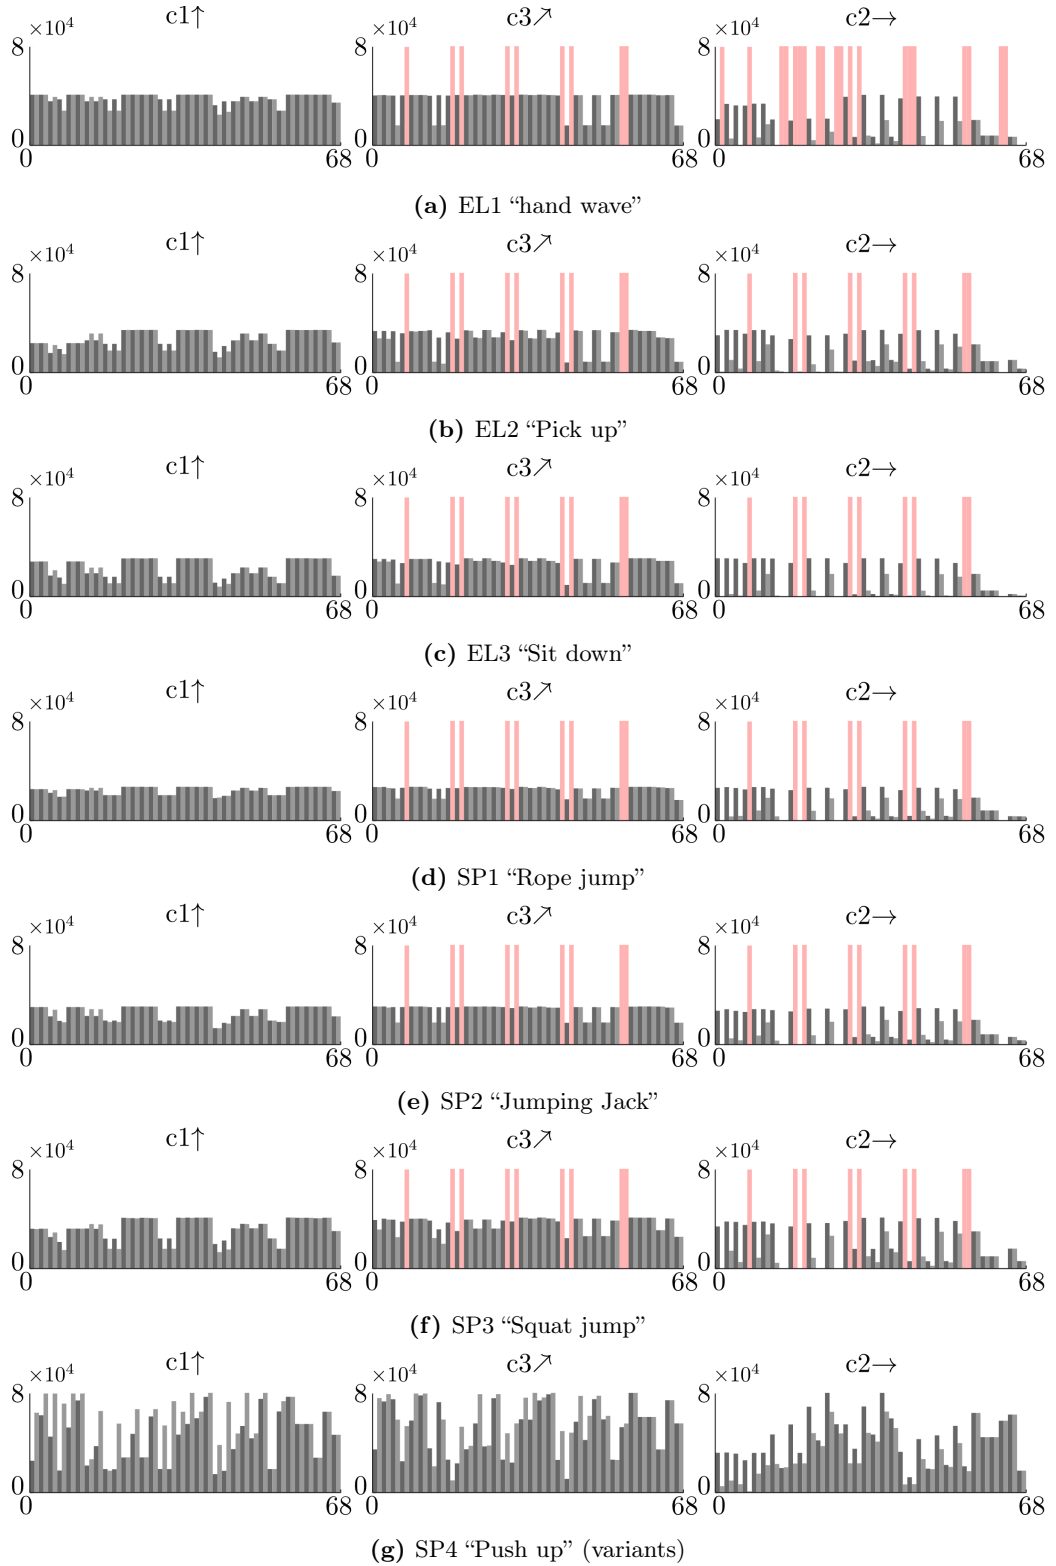 c1↑ c3↗ c2→
×10⁴ ×10⁴ ×10⁴
8 8 8
0 0 0
0 68 0 68 0 68
(a) EL1 “hand wave”
c1↑ c3↗ c2→
×10⁴ ×10⁴ ×10⁴
8 8 8
0 0 0
0 68 0 68 0 68
(b) EL2 “Pick up”
c1↑ c3↗ c2→
×10⁴ ×10⁴ ×10⁴
8 8 8
0 0 0
0 68 0 68 0 68
(c) EL3 “Sit down”
c1↑ c3↗ c2→
×10⁴ ×10⁴ ×10⁴
8 8 8
0 0 0
0 68 0 68 0 68
(d) SP1 “Rope jump”
c1↑ c3↗ c2→
×10⁴ ×10⁴ ×10⁴
8 8 8
0 0 0
0 68 0 68 0 68
(e) SP2 “Jumping Jack”
c1↑ c3↗ c2→
×10⁴ ×10⁴ ×10⁴
8 8 8
0 0 0
0 68 0 68 0 68
(f) SP3 “Squat jump”
c1↑ c3↗ c2→
×10⁴ ×10⁴ ×10⁴
8 8 8
0 0 0
0 68 0 68 0 68
(g) SP4 “Push up” (variants)